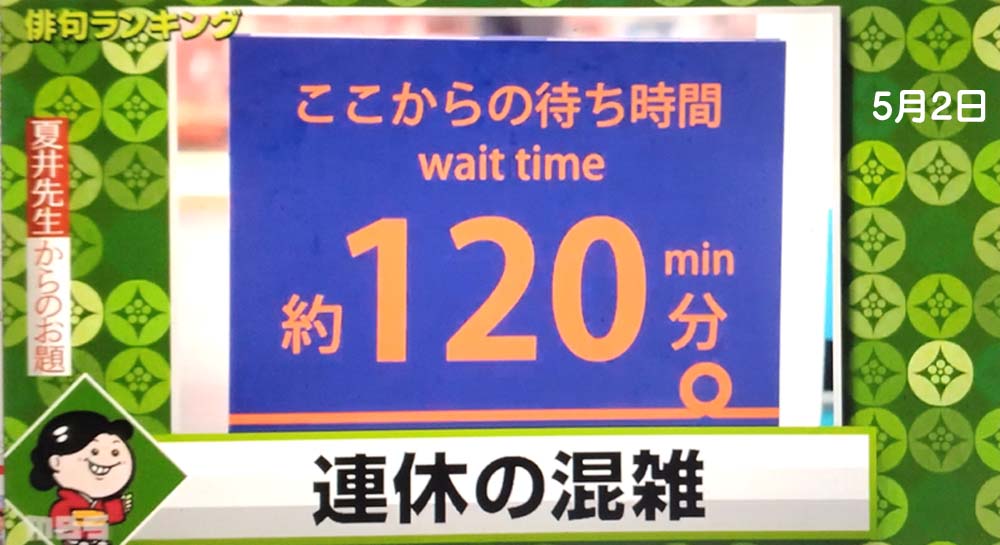 俳句ランキング
5月2日
夏井先生からのお題
ここからの待ち時間
wait time
約120min分
連休の混雑